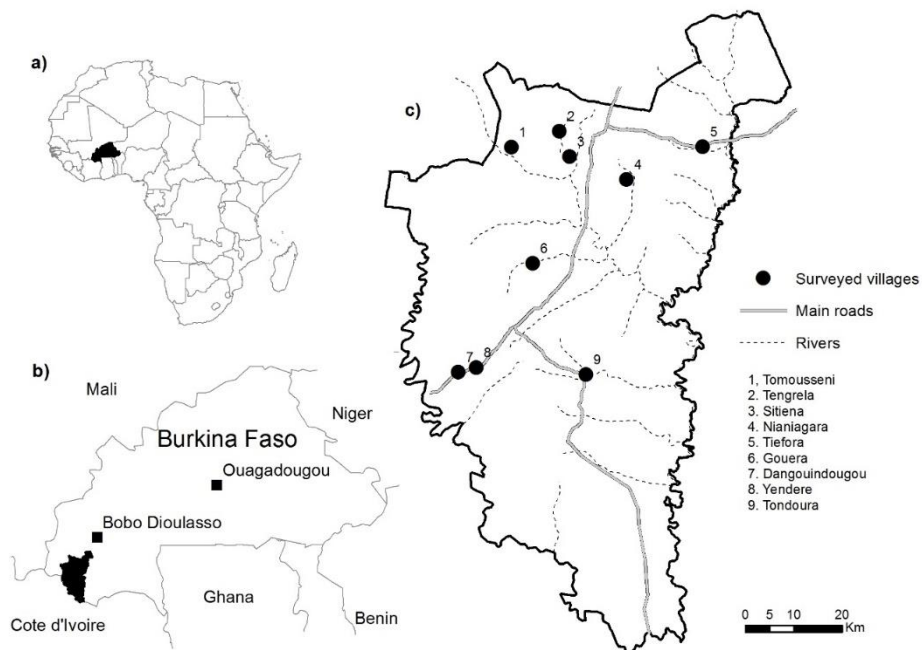 a)
b)
Mali
Niger
Burkina Faso
Ouagadougou
Bobo Dioulasso
Ghana
Benin
Cote d'Ivoire
c)
1
2
3
4
5
6
7
8
9
Surveyed villages
Main roads
Rivers
1, Tomousseni
2. Tengrela
3. Sitiena
4. Nianiagara
5. Tiefora
6. Gouera
7. Dangouindougou
8. Yendere
9. Tondoura
0 5 10 20
Km